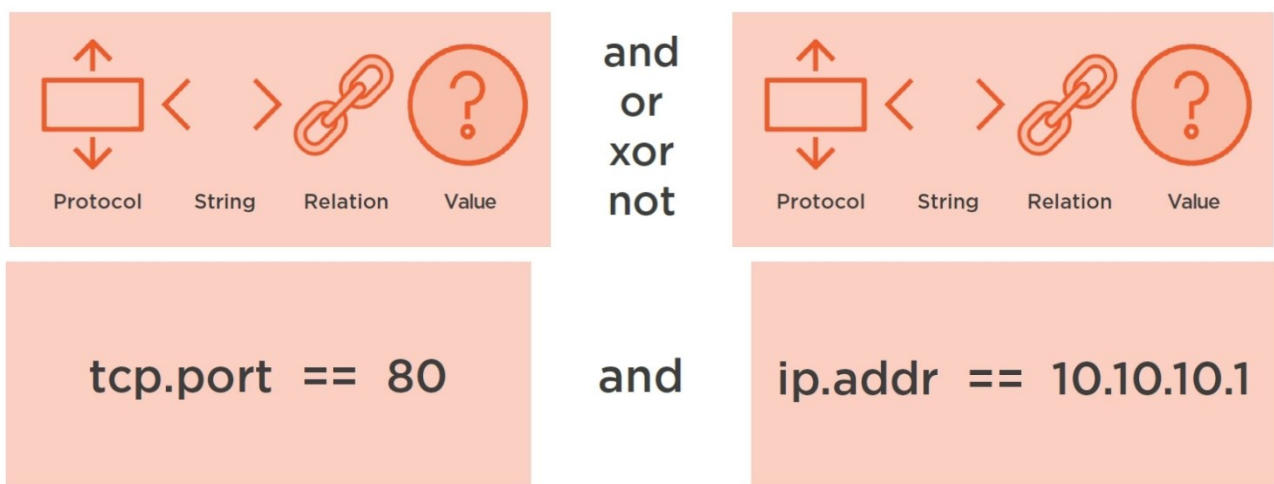 Protocol String Relation Value
and
or
xor
not
Protocol String Relation Value
tcp.port == 80
and
ip.addr == 10.10.10.1